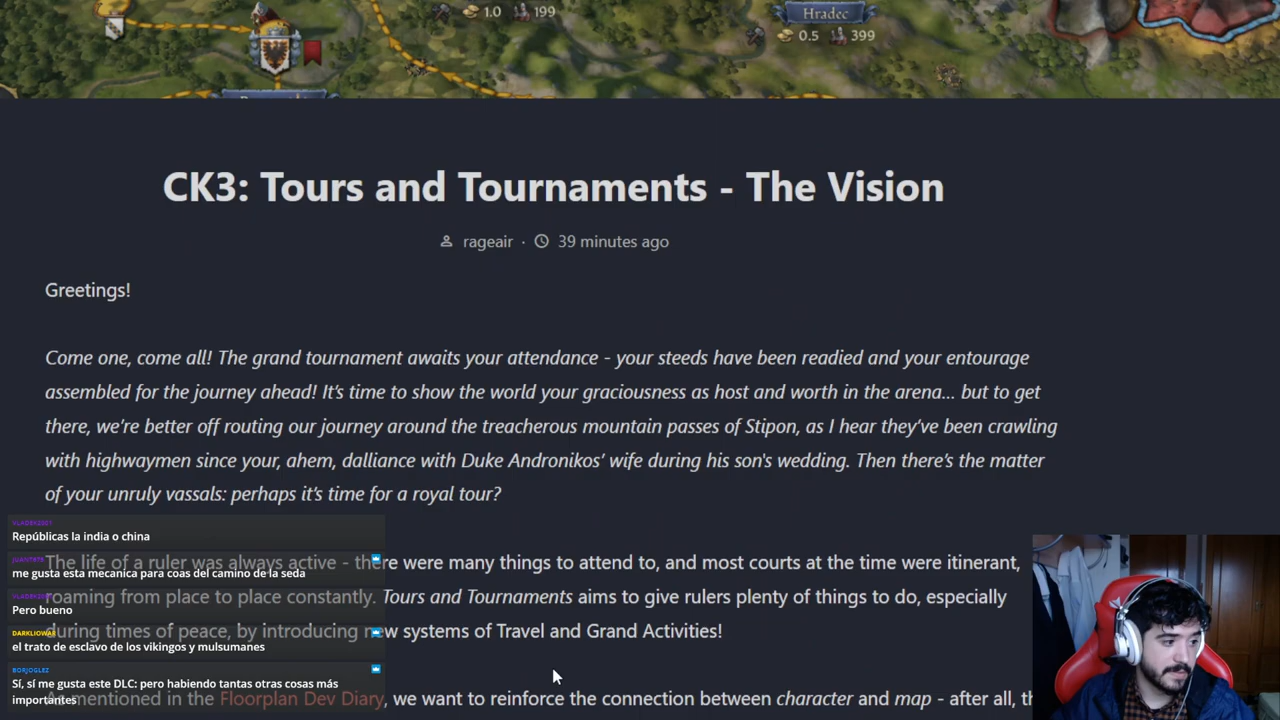 1.0 199
Hradec
0.5 399
CK3: Tours and Tournaments - The Vision
rageair · 39 minutes ago
Greetings!
Come one, come all! The grand tournament awaits your attendance - your steeds have been readied and your entourage
assembled for the journey ahead! It's time to show the world your graciousness as host and worth in the arena... but to get
there, we're better off routing our journey around the treacherous mountain passes of Stipon, as I hear they've been crawling
with highwaymen since your, ahem, dalliance with Duke Andronikos' wife during his son's wedding. Then there's the matter
of your unruly vassals: perhaps it's time for a royal tour?
The life of a ruler was always active - there were many things to attend to, and most courts at the time were itinerant,
roaming from place to place constantly. Tours and Tournaments aims to give rulers plenty of things to do, especially
during times of peace, by introducing new systems of Travel and Grand Activities!
mentioned in the Floorplan Dev Diary, we want to reinforce the connection between character and map - after all,
Repúblicas la india o china
me gusta esta mecanica para coas del camino de la seda
Pero bueno
DARKLIOWAR
el trato de esclavo de los vikingos y mulsumanes
BORJOGLEZ
Sí, sí me gusta este DLC: pero habiendo tantas otras cosas más
importantes